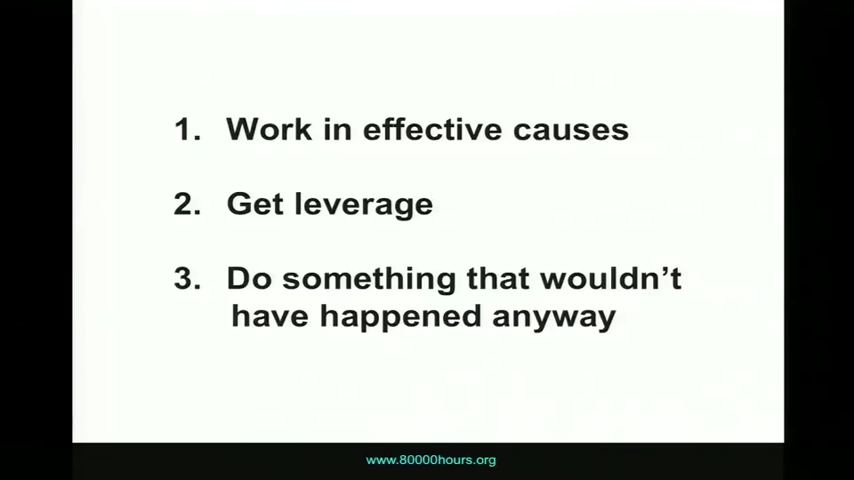 1. Work in effective causes
2. Get leverage
3. Do something that wouldn't
have happened anyway
www.80000hours.org